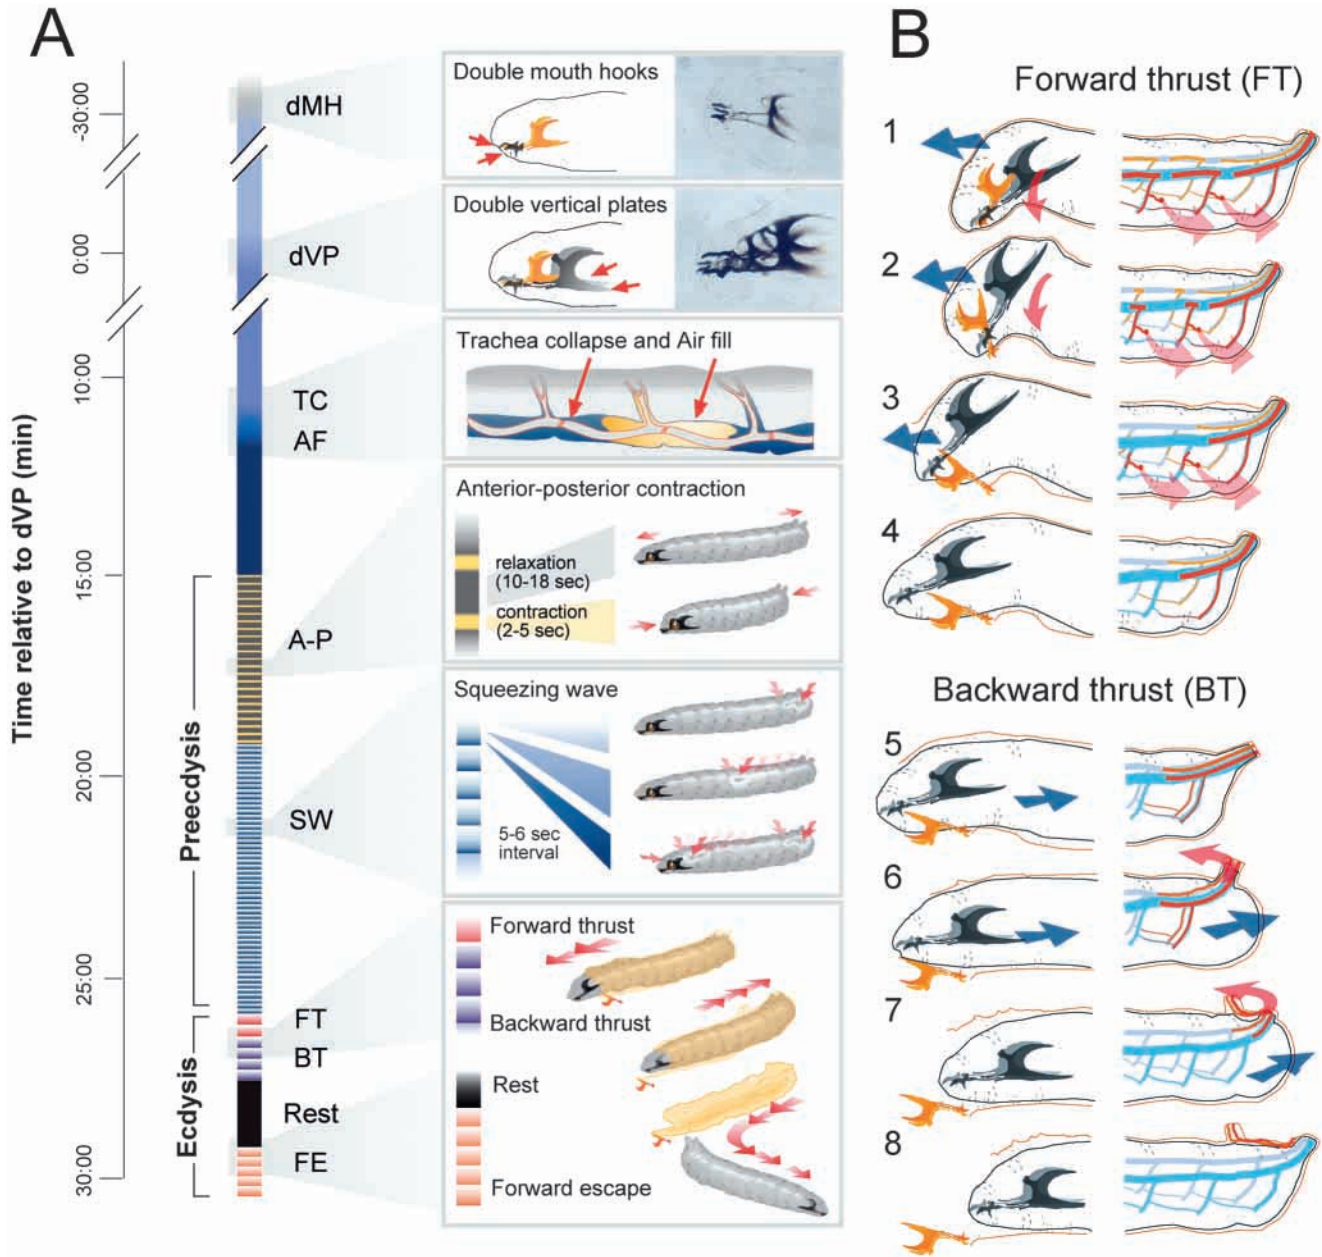 A
Time relative to dVP (min)
-30:00
0:00
10:00
15:00
20:00
25:00
30:00
Preecdysis
Ecdysis
dMH
dVP
TC
AF
A-P
SW
FT
BT
Rest
FE
Double mouth hooks
Double vertical plates
Trachea collapse and Air fill
Anterior-posterior contraction
relaxation
(10-18 sec)
contraction
(2-5 sec)
Squeezing wave
5-6 sec
interval
Forward thrust
Backward thrust
Rest
Forward escape
B
Forward thrust (FT)
1
2
3
4
Backward thrust (BT)
5
6
7
8